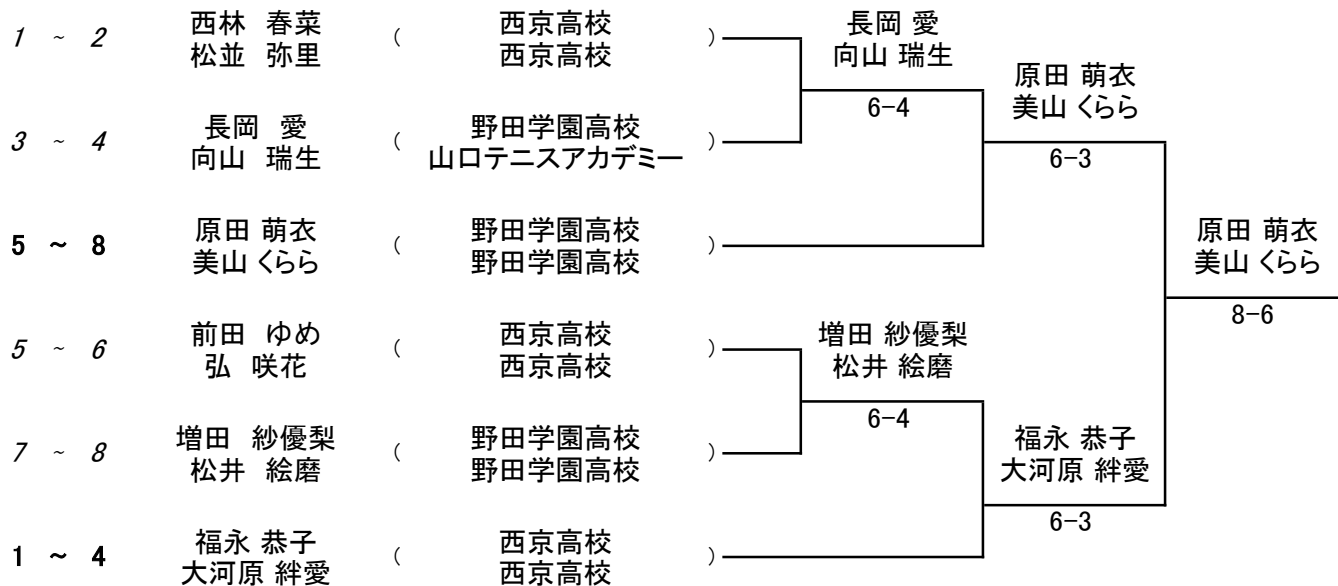 1 ~ 2 西林 春菜 ( 西京高校 )
松並 弥里 西京高校
長岡 愛
向山 瑞生
6-4
3 ~ 4 長岡 愛 ( 野田学園高校 )
向山 瑞生 山口テニスアカデミー
原田 萌衣
美山 くらら
6-3
5 ~ 8 原田 萌衣 ( 野田学園高校 )
美山 くらら 野田学園高校
原田 萌衣
美山 くらら
8-6
5 ~ 6 前田 ゆめ ( 西京高校 )
弘 咲花 西京高校
増田 紗優梨
松井 絵磨
6-4
7 ~ 8 増田 紗優梨 ( 野田学園高校 )
松井 絵磨 野田学園高校
福永 恭子
大河原 絆愛
6-3
1 ~ 4 福永 恭子 ( 西京高校 )
大河原 絆愛 西京高校